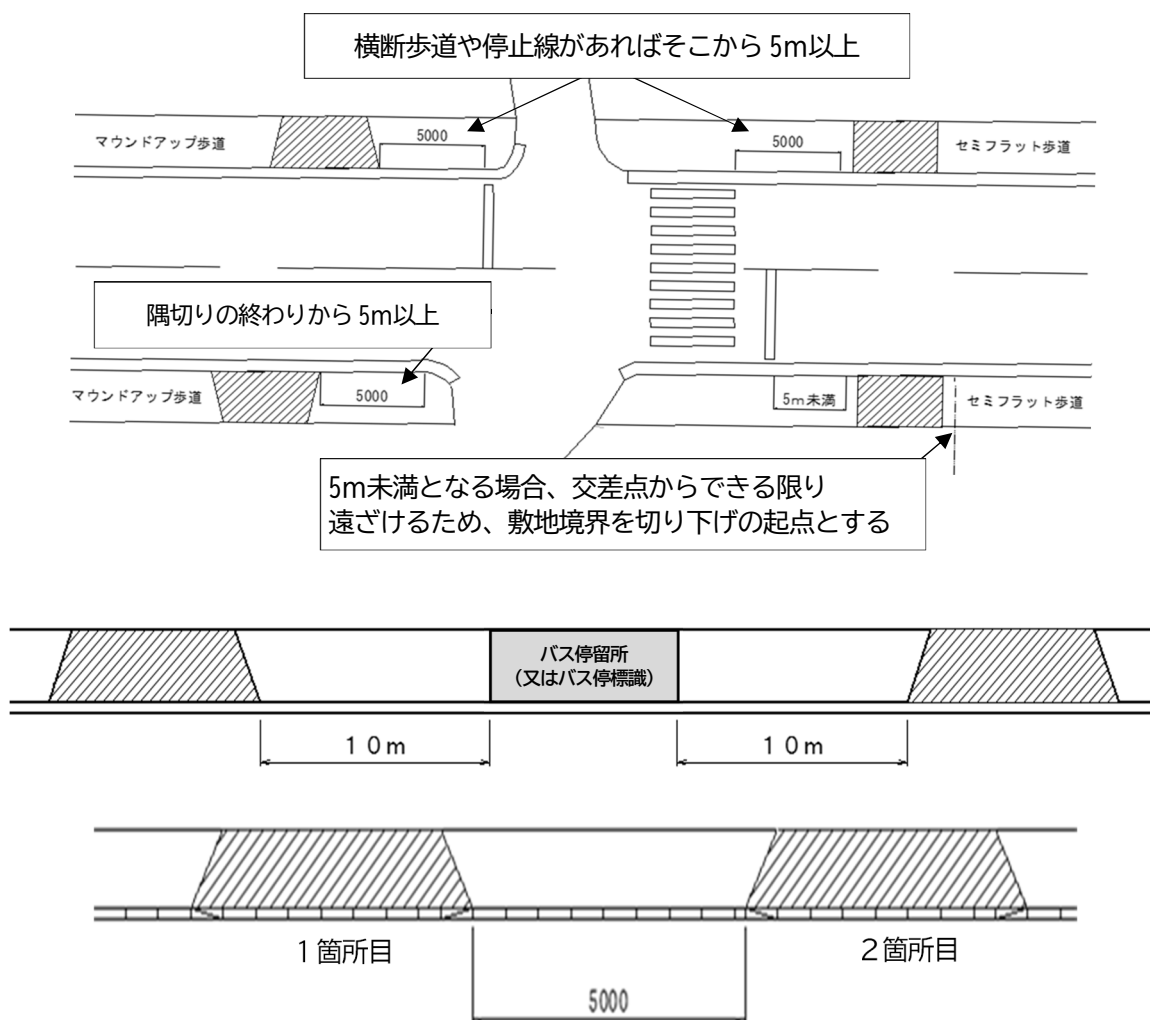 横断歩道や停止線があればそこから 5m以上
マウンドアップ歩道
5000
5000
セミフラット歩道
隅切りの終わりから 5m以上
マウンドアップ歩道
5000
5m未満
セミフラット歩道
5m未満となる場合、交差点からできる限り
遠ざけるため、敷地境界を切り下げの起点とする
バス停留所
(又はバス停標識)
10m
10m
1箇所目
2箇所目
5000